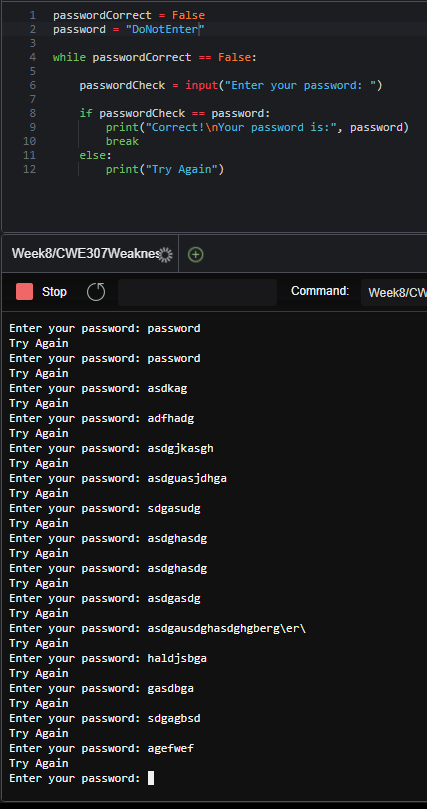 1 passwordCorrect = False
2 password = "DoNotEnter"
3
4 while passwordCorrect == False:
5
6 passwordCheck = input("Enter your password: ")
7
8 if passwordCheck == password:
9 print("Correct!\nYour password is:", password)
10 break
11 else:
12 print("Try Again")
Week8/CWE307Weaknes
Stop Command: Week8/CW
Enter your password: password
Try Again
Enter your password: password
Try Again
Enter your password: asdkag
Try Again
Enter your password: adfhadg
Try Again
Enter your password: asdgjkasgh
Try Again
Enter your password: asdguasjdhga
Try Again
Enter your password: sdgasudg
Try Again
Enter your password: asdghasdg
Try Again
Enter your password: asdghasdg
Try Again
Enter your password: asdgasdg
Try Again
Enter your password: asdgausdghasdghgberg\er\
Try Again
Enter your password: haldjsbga
Try Again
Enter your password: gasdbga
Try Again
Enter your password: sdgagbsd
Try Again
Enter your password: agefwef
Try Again
Enter your password: